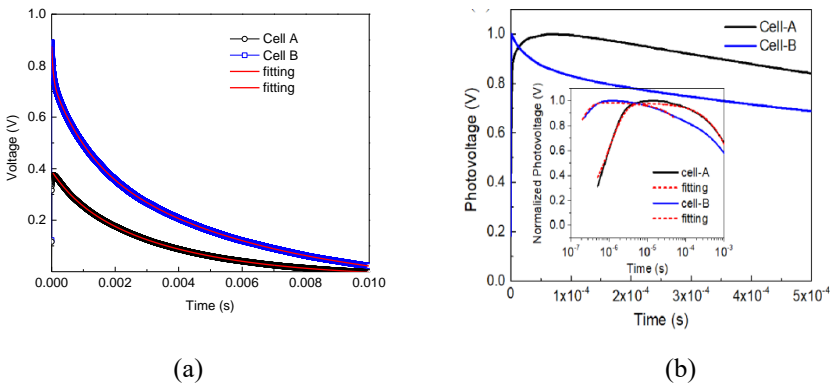 1.0
0.8
0.6
0.4
0.2
0.000
0.002
0.004
0.006
0.008
0.010
Voltage (V)
Time (s)
Cell A
Cell B
fitting
fitting
(a)
1.0
0.8
0.6
0.4
0.2
0.0
0
1x10-4
2x10-4
3x10-4
4x10-4
5x10-4
Photovoltage (V)
Time (s)
Cell-A
Cell-B
1.0
0.8
0.6
0.4
0.2
0.0
10-7
10-6
10-5
10-4
10-3
Normalized Photovoltage (V)
Time (s)
cell-A
fitting
cell-B
fitting
(b)